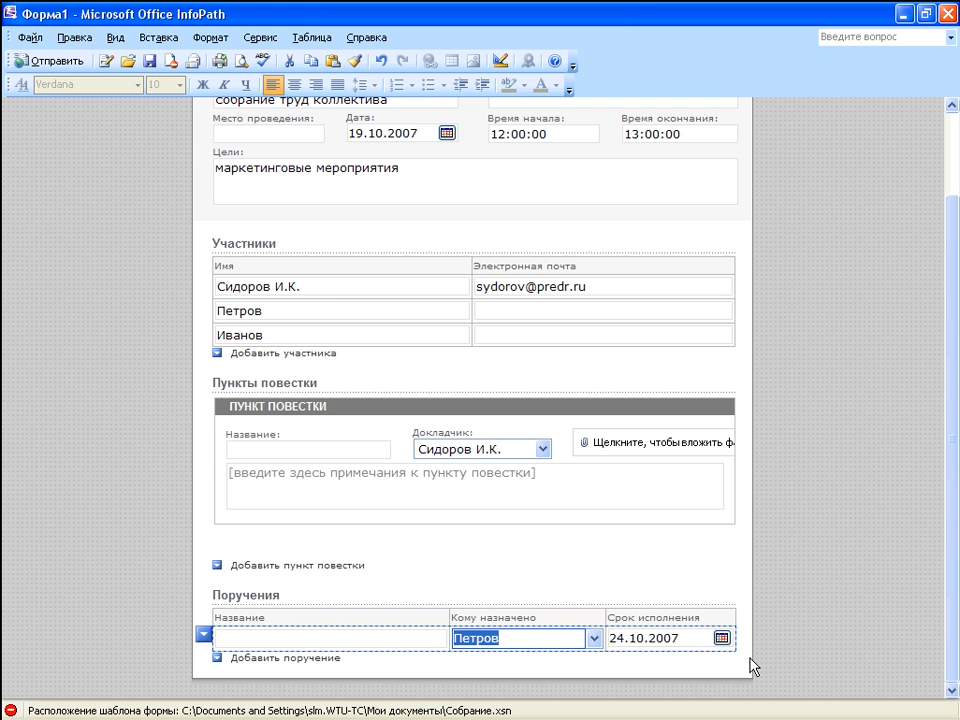 Форма1 - Microsoft Office InfoPath
Файл Правка Вид Вставка Формат Сервис Таблица Справка
Введите вопрос
Отправить
Verdana 10 Ж К Ч
собрание труд коллектива
Место проведения: Дата: Время начала: Время окончания:
19.10.2007 12:00:00 13:00:00
Цели:
маркетинговые мероприятия
Участники
Имя Электронная почта
Сидоров И.К. sydorov@predr.ru
Петров
Иванов
Добавить участника
Пункты повестки
ПУНКТ ПОВЕСТКИ
Название: Докладчик:
Сидоров И.К. Щелкните, чтобы вложить ф
[введите здесь примечания к пункту повестки]
Добавить пункт повестки
Поручения
Название Кому назначено Срок исполнения
Петров 24.10.2007
Добавить поручение
Расположение шаблона формы: C:\Documents and Settings\slm.WTU-TC\Мои документы\Собрание.xsn